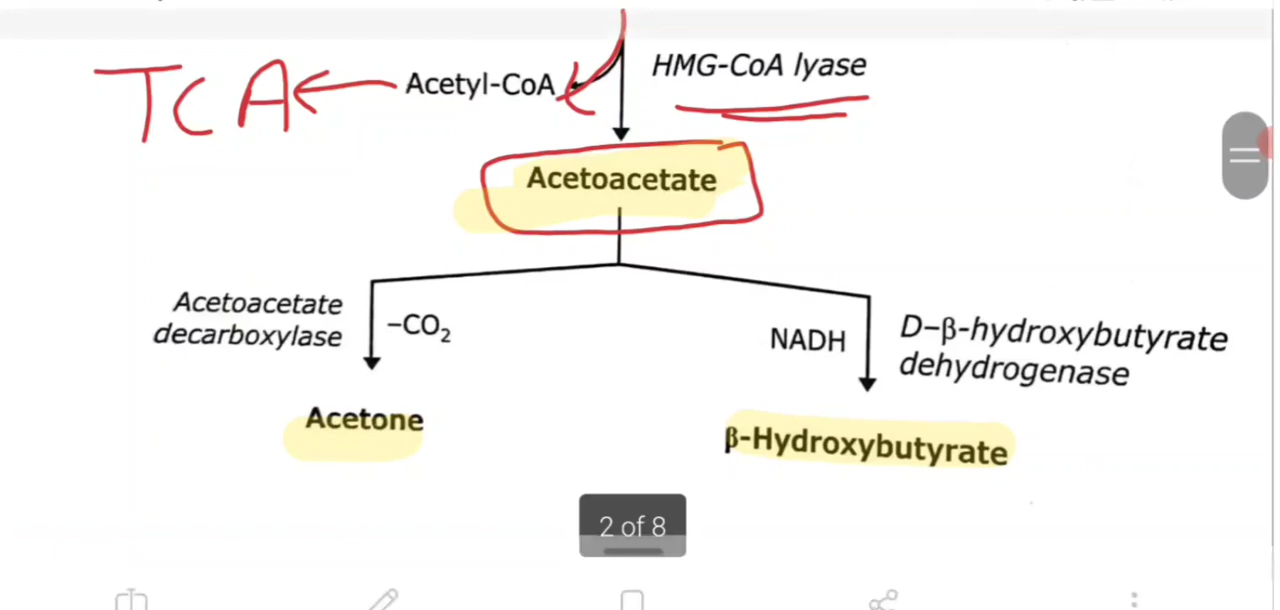 TCA
Acetyl-CoA
HMG-CoA lyase
Acetoacetate
Acetoacetate
decarboxylase
–CO₂
NADH
D–β-hydroxybutyrate
dehydrogenase
Acetone
β-Hydroxybutyrate
2 of 8